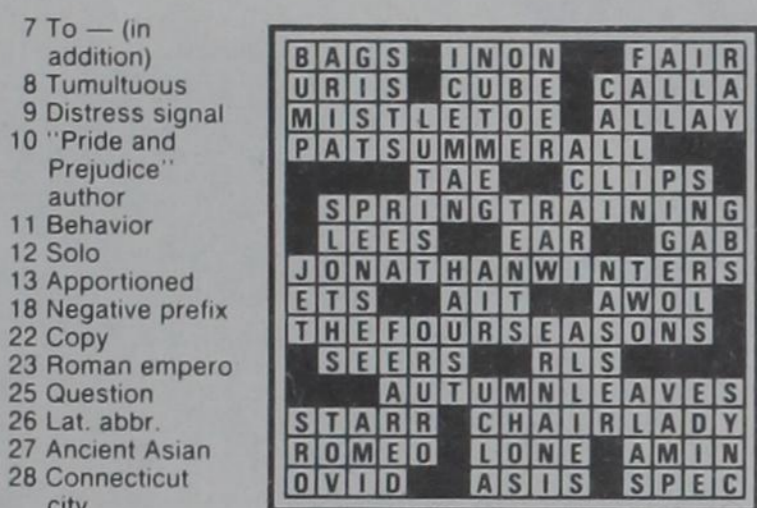 7 To — (in
addition)
8 Tumultuous
9 Distress signal
10 "Pride and
Prejudice"
author
11 Behavior
12 Solo
13 Apportioned
18 Negative prefix
22 Copy
23 Roman empero
25 Question
26 Lat. abbr.
27 Ancient Asian
28 Connecticut
city
BAGS INON FAIR
URIS CUBE CALLA
MISTLETOE ALLAY
PATSUMMERALL
TAE CLIPS
SPRINGTRAINING
LEES EAR GAB
JONATHANWINTERS
ETS AIT AWOL
THEFOURSEASONS
SEERS RLS
AUTUMNLEAVES
STARR CHAIRLADY
ROMEO LONE AMIN
OVID ASIS SPEC